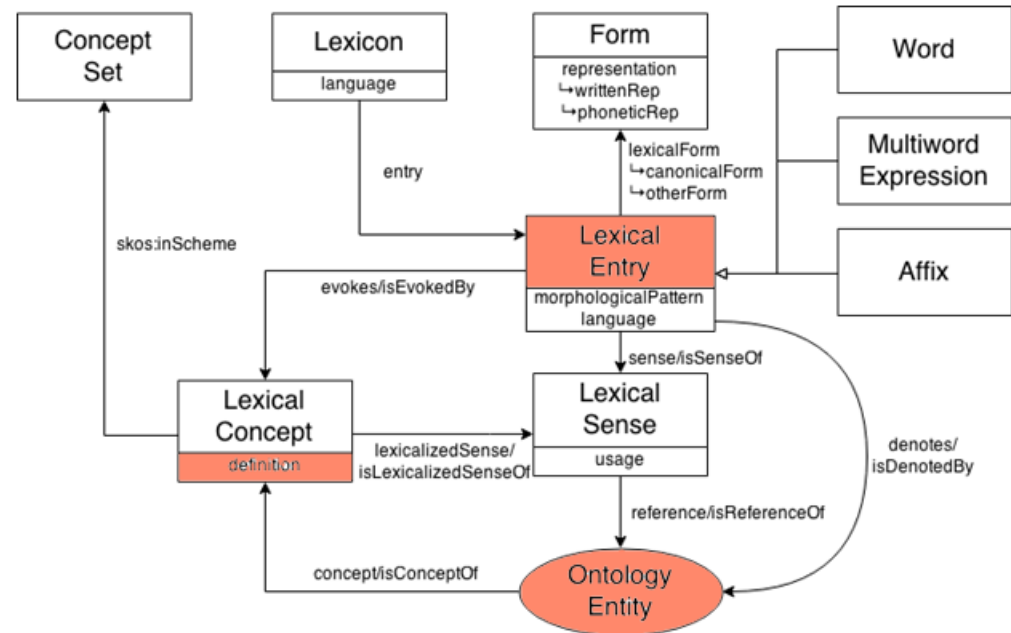 Concept
Set
Lexicon
language
Form
representation
↳writtenRep
↳phoneticRep
Word
Multiword
Expression
Affix
entry
lexicalForm
↳canonicalForm
↳otherForm
skos:inScheme
Lexical
Entry
morphologicalPattern
language
evokes/isEvokedBy
sense/isSenseOf
Lexical
Concept
definition
lexicalizedSense/
isLexicalizedSenseOf
Lexical
Sense
usage
denotes/
isDenotedBy
reference/isReferenceOf
concept/isConceptOf
Ontology
Entity